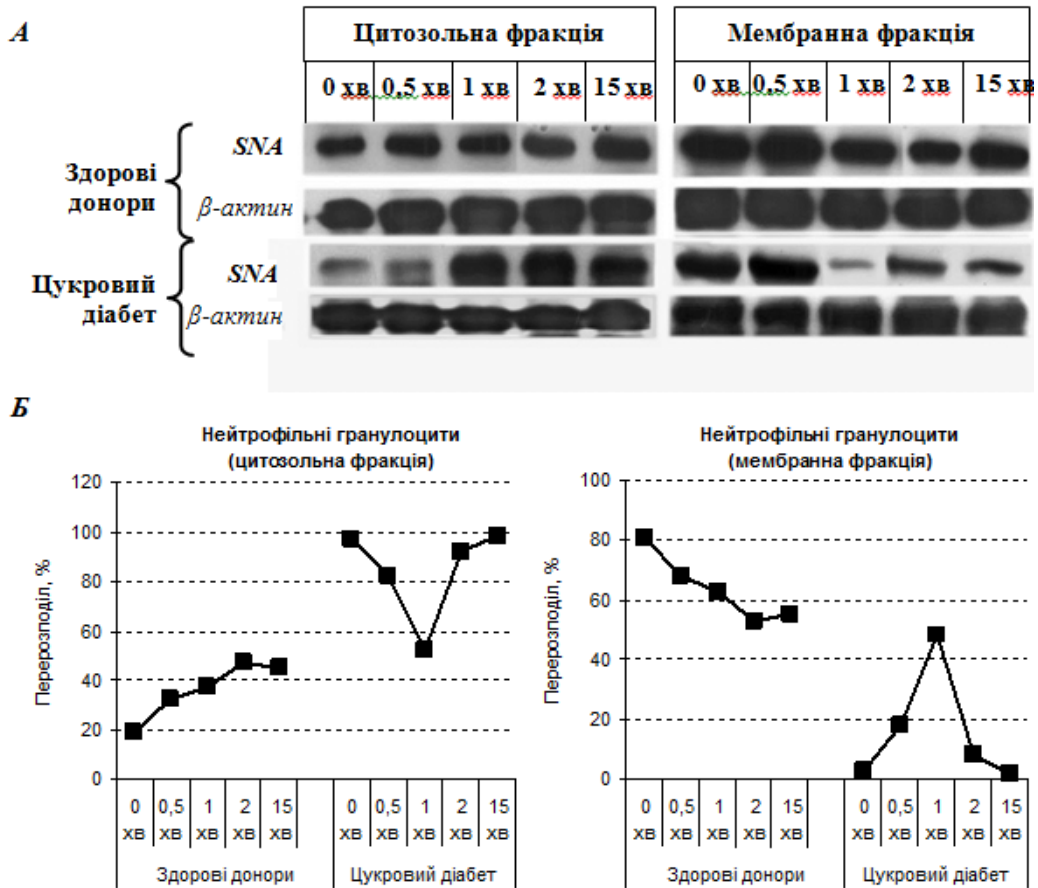 А
Цитозольна фракція
Мембранна фракція
0 хв 0,5 хв 1 хв 2 хв 15 хв
0 хв 0,5 хв 1 хв 2 хв 15 хв
Здорові донори
SNA
β-актин
Цукровий діабет
SNA
β-актин
Б
Нейтрофільні гранулоцити
(цитозольна фракція)
Перерозподіл, %
120
100
80
60
40
20
0
0 хв 0,5 хв 1 хв 2 хв 15 хв 0 хв 0,5 хв 1 хв 2 хв 15 хв
Здорові донори Цукровий діабет
Нейтрофільні гранулоцити
(мембранна фракція)
Перерозподіл, %
100
80
60
40
20
0
0 хв 0,5 хв 1 хв 2 хв 15 хв 0 хв 0,5 хв 1 хв 2 хв 15 хв
Здорові донори Цукровий діабет